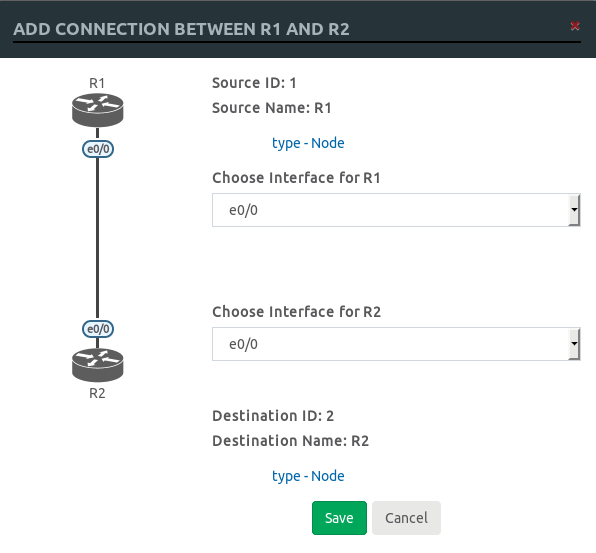 ADD CONNECTION BETWEEN R1 AND R2
R1
e0/0
e0/0
R2
Source ID: 1
Source Name: R1
type - Node
Choose Interface for R1
e0/0
Choose Interface for R2
e0/0
Destination ID: 2
Destination Name: R2
type - Node
Save Cancel